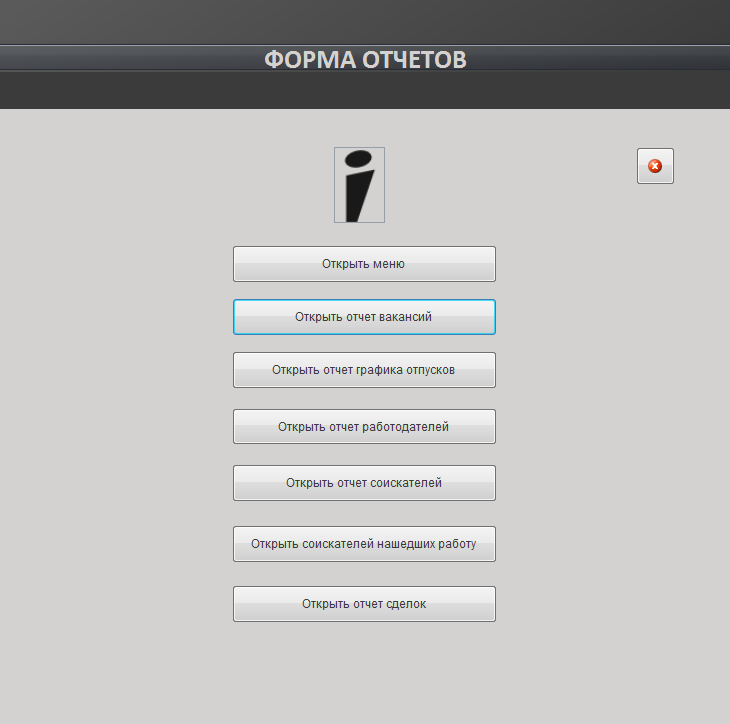 ФОРМА ОТЧЕТОВ
Открыть меню
Открыть отчет вакансий
Открыть отчет графика отпусков
Открыть отчет работодателей
Открыть отчет соискателей
Открыть соискателей нашедших работу
Открыть отчет сделок